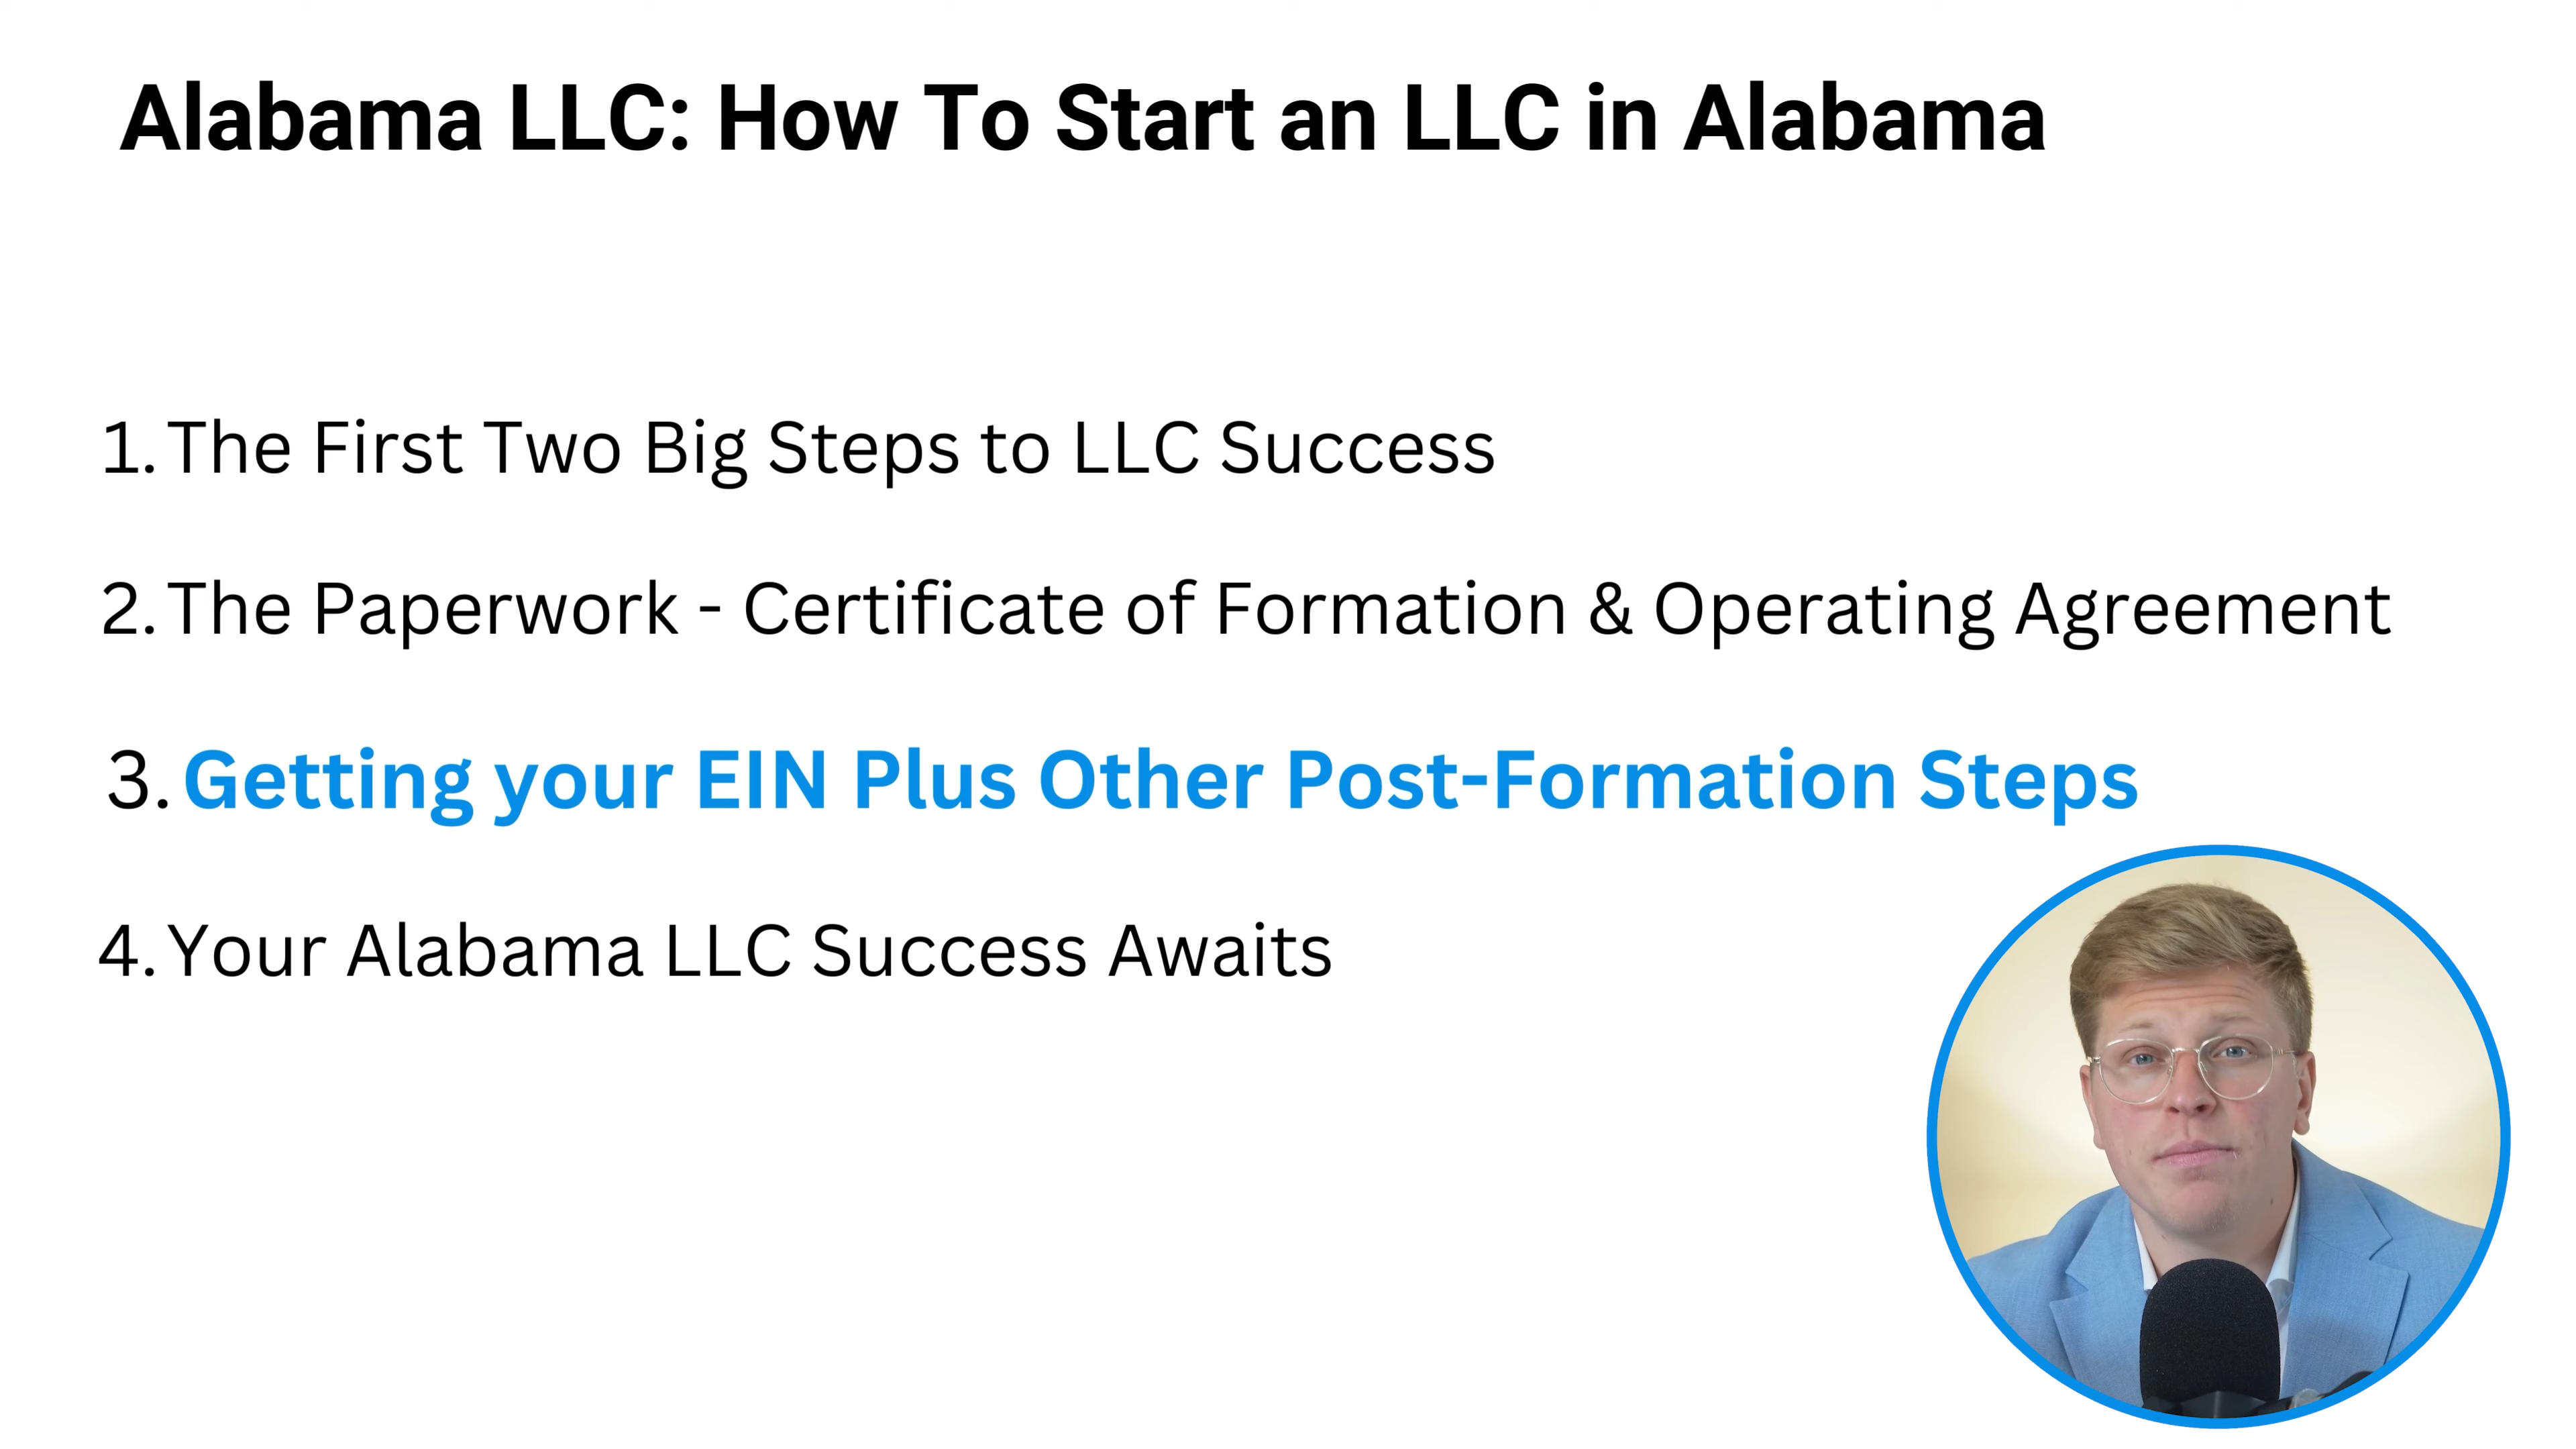 Alabama LLC: How To Start an LLC in Alabama
1. The First Two Big Steps to LLC Success
2. The Paperwork - Certificate of Formation & Operating Agreement
3. Getting your EIN Plus Other Post-Formation Steps
4. Your Alabama LLC Success Awaits